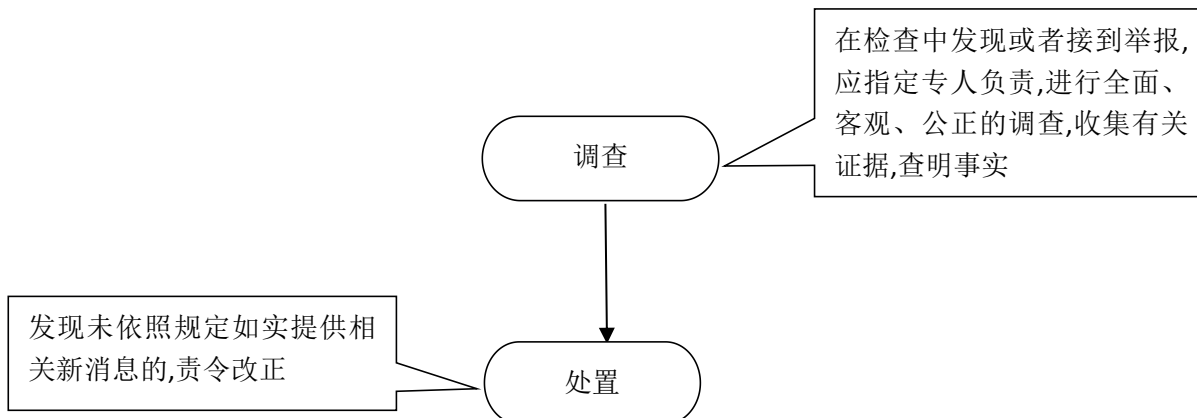 在检查中发现或者接到举报,
应指定专人负责,进行全面、
客观、公正的调查,收集有关
证据,查明事实
调查
发现未依照规定如实提供相
关新消息的,责令改正
处置